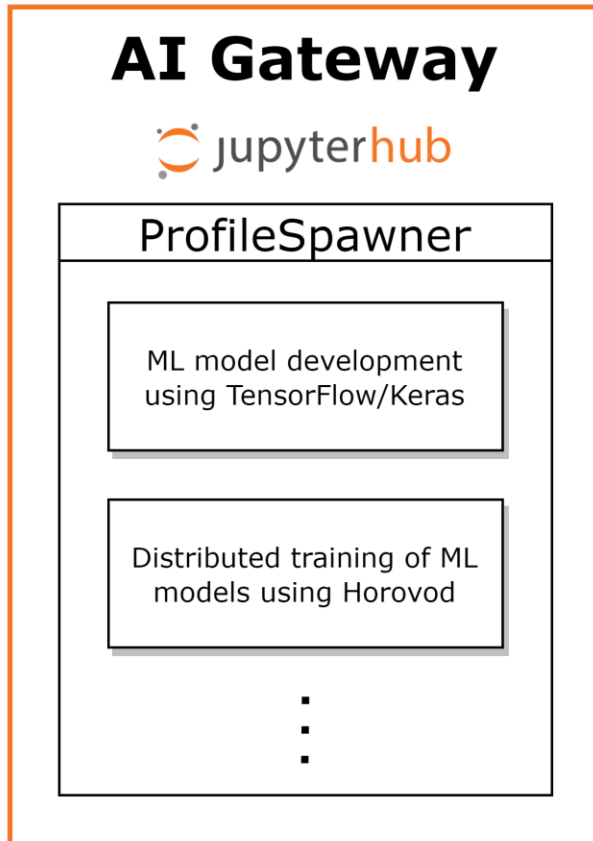 AI Gateway
jupyterhub
ProfileSpawner
ML model development
using TensorFlow/Keras
Distributed training of ML
models using Horovod